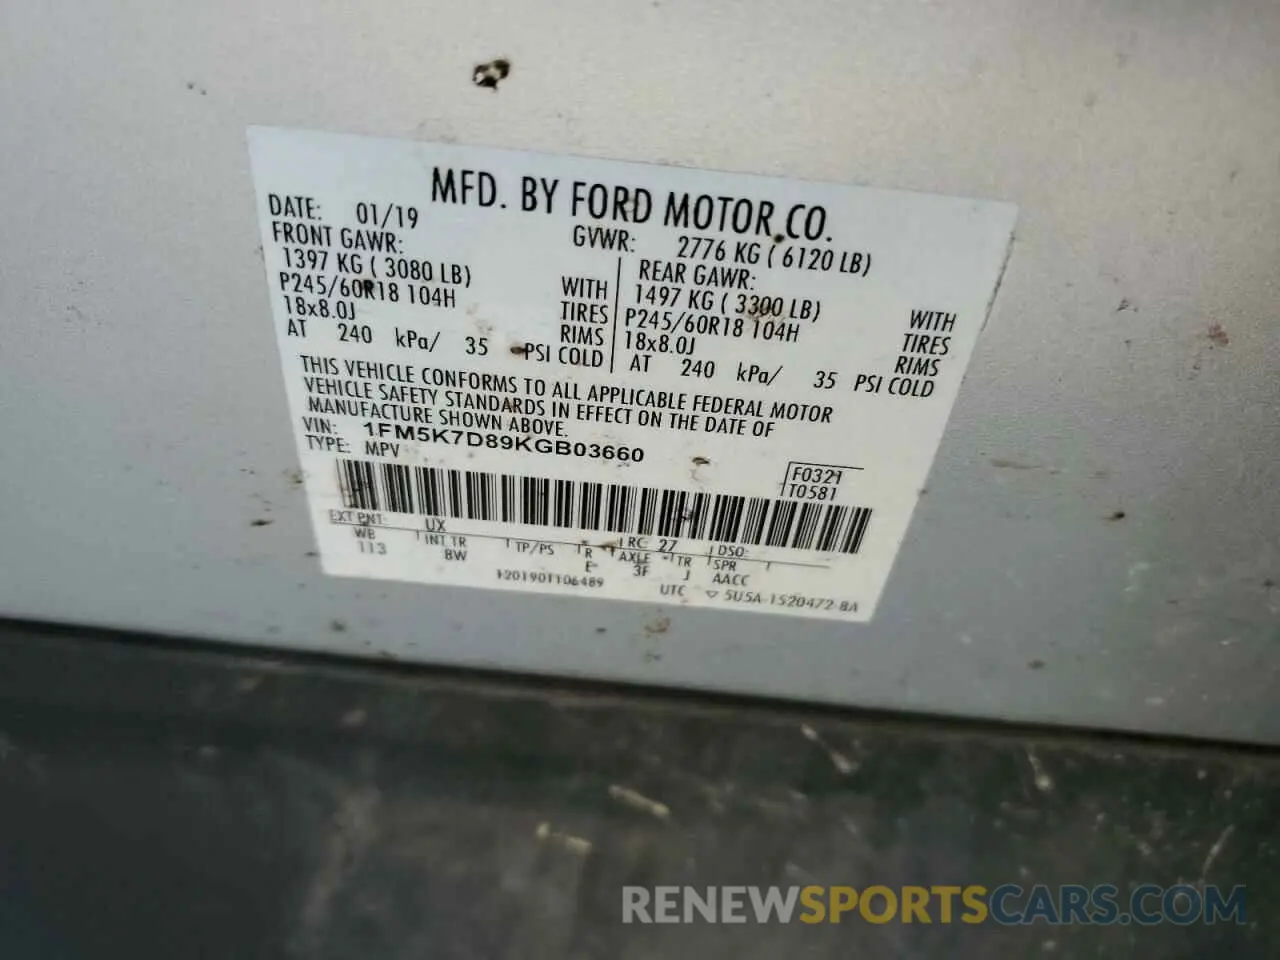 MFD. BY FORD MOTOR CO.
DATE: 01/19
GVWR: 2776 KG ( 6120 LB)
FRONT GAWR:
1397 KG ( 3080 LB)
WITH
P245/60R18 104H
TIRES
18x8.0J
RIMS
AT 240 kPa/ 35 PSI COLD
REAR GAWR:
1497 KG ( 3300 LB)
WITH
P245/60R18 104H
TIRES
18x8.0J
RIMS
AT 240 kPa/ 35 PSI COLD
THIS VEHICLE CONFORMS TO ALL APPLICABLE FEDERAL MOTOR
VEHICLE SAFETY STANDARDS IN EFFECT ON THE DATE OF
MANUFACTURE SHOWN ABOVE.
VIN: 1FM5K7D89KGB03660
TYPE: MPV
F0321
T0581
EXT PNT: UX RC: 27 DSO:
WB INT TR TP/PS R AXLE TR SPR
113 BW E 3F J AACC
UTC ▽ 5U5A-1520472-BA
RENEWSPORTSCARS.COM